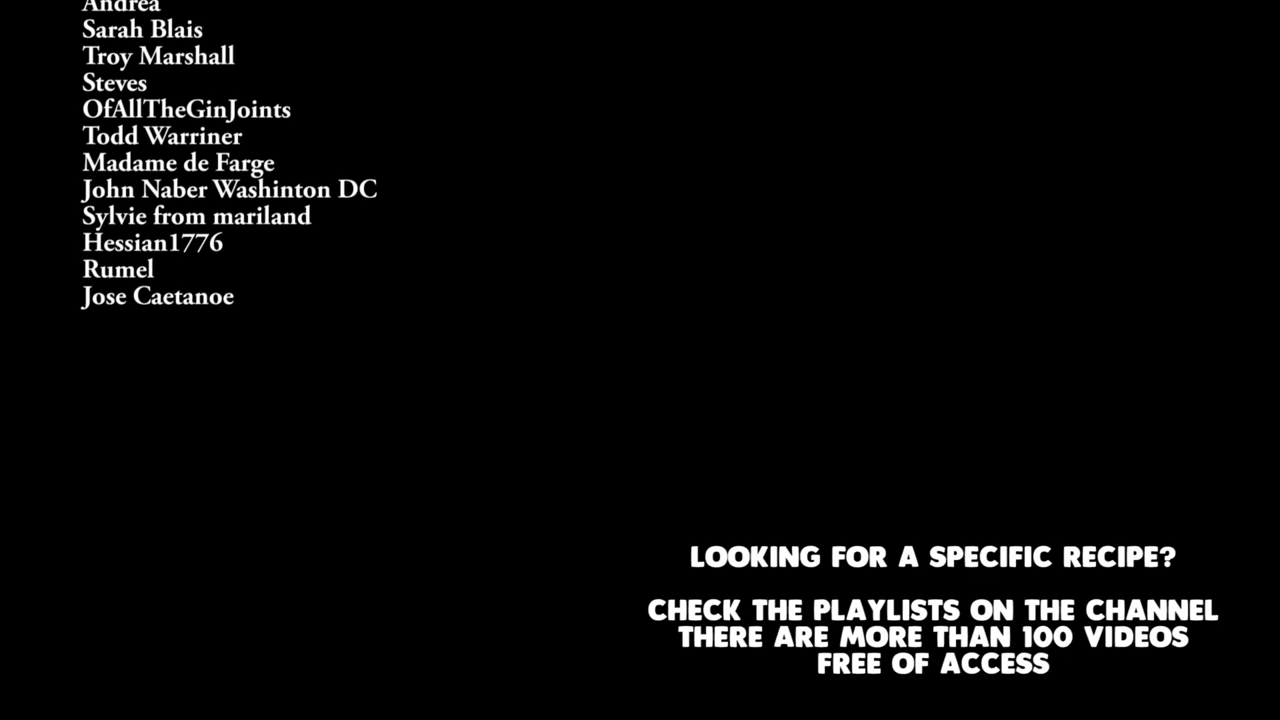 Andrea
Sarah Blais
Troy Marshall
Steves
OfAllTheGinJoints
Todd Warriner
Madame de Farge
John Naber Washinton DC
Sylvie from mariland
Hessian1776
Rumel
Jose Caetanoe
LOOKING FOR A SPECIFIC RECIPE?
CHECK THE PLAYLISTS ON THE CHANNEL
THERE ARE MORE THAN 100 VIDEOS
FREE OF ACCESS